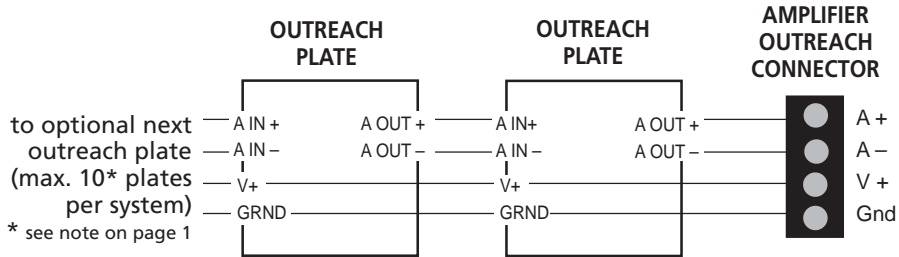 OUTREACH
PLATE
OUTREACH
PLATE
AMPLIFIER
OUTREACH
CONNECTOR
to optional next
outreach plate
(max. 10* plates
per system)
* see note on page 1
A IN +
A IN –
V+
GRND
A OUT +
A OUT –
A IN+
A IN –
V+
GRND
A OUT +
A OUT –
A +
A –
V +
Gnd